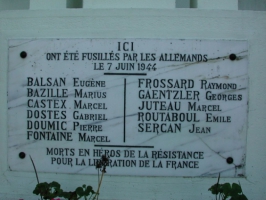 ICI
ONT ÉTÉ FUSILLÉS PAR LES ALLEMANDS
LE 7 JUIN 1944
BALSAN EUGÈNE
BAZILLE MARIUS
CASTEX MARCEL
DOSTES GABRIEL
DOUMIC PIERRE
FONTAINE MARCEL
FROSSARD RAYMOND
GAENTZLER GEORGES
JUTEAU MARCEL
ROUTABOUL EMILE
SERCAN JEAN
MORTS EN HÉROS DE LA RÉSISTANCE
POUR LA LIBÉRATION DE LA FRANCE